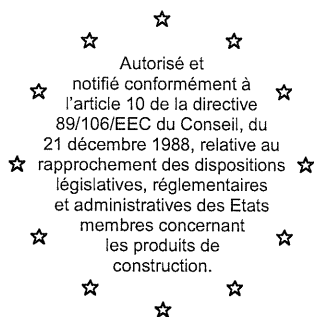 Autorisé et
notifié conformément à
l'article 10 de la directive
89/106/EEC du Conseil, du
21 décembre 1988, relative au
rapprochement des dispositions
législatives, réglementaires
et administratives des Etats
membres concernant
les produits de
construction.